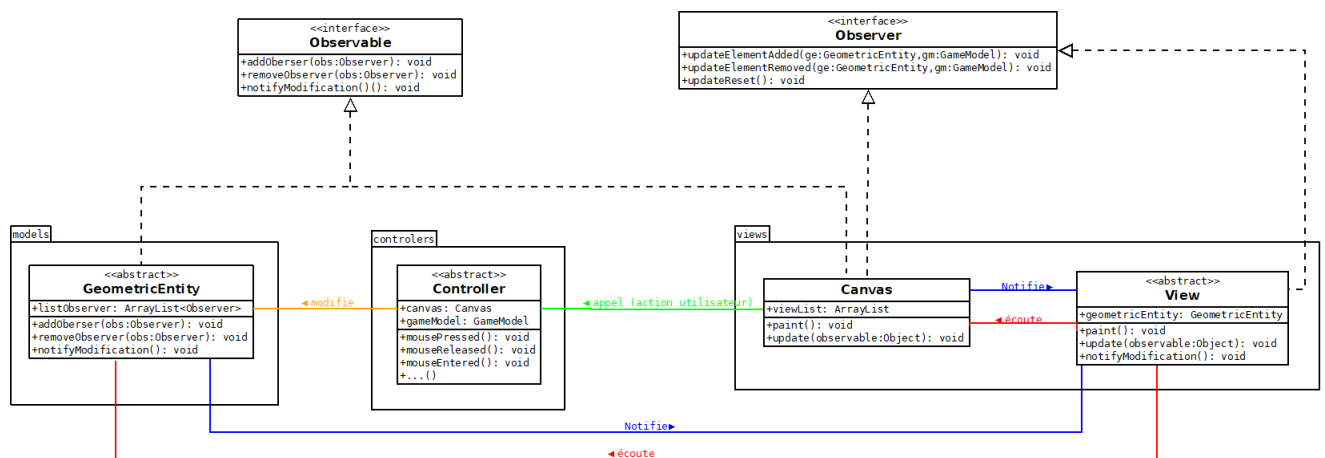 <<interface>>
Observable
+addOberser(obs:Observer): void
+removeObserver(obs:Observer): void
+notifyModification()(): void
<<interface>>
Observer
+updateElementAdded(ge:GeometricEntity,gm:GameModel): void
+updateElementRemoved(ge:GeometricEntity,gm:GameModel): void
+updateReset(): void
models
<<abstract>>
GeometricEntity
+listObserver: ArrayList<Observer>
+addOberser(obs:Observer): void
+removeObserver(obs:Observer): void
+notifyModification(): void
◄ modifie
controlers
<<abstract>>
Controller
+canvas: Canvas
+gameModel: GameModel
+mousePressed(): void
+mouseReleased(): void
+mouseEntered(): void
+...()
◄ appel (action utilisateur)
views
Canvas
+viewList: ArrayList
+paint(): void
+update(observable:Object): void
Notifie►
◄ écoute
<<abstract>>
View
+geometricEntity: GeometricEntity
+paint(): void
+update(observable:Object): void
+notifyModification(): void
Notifie►
◄ écoute